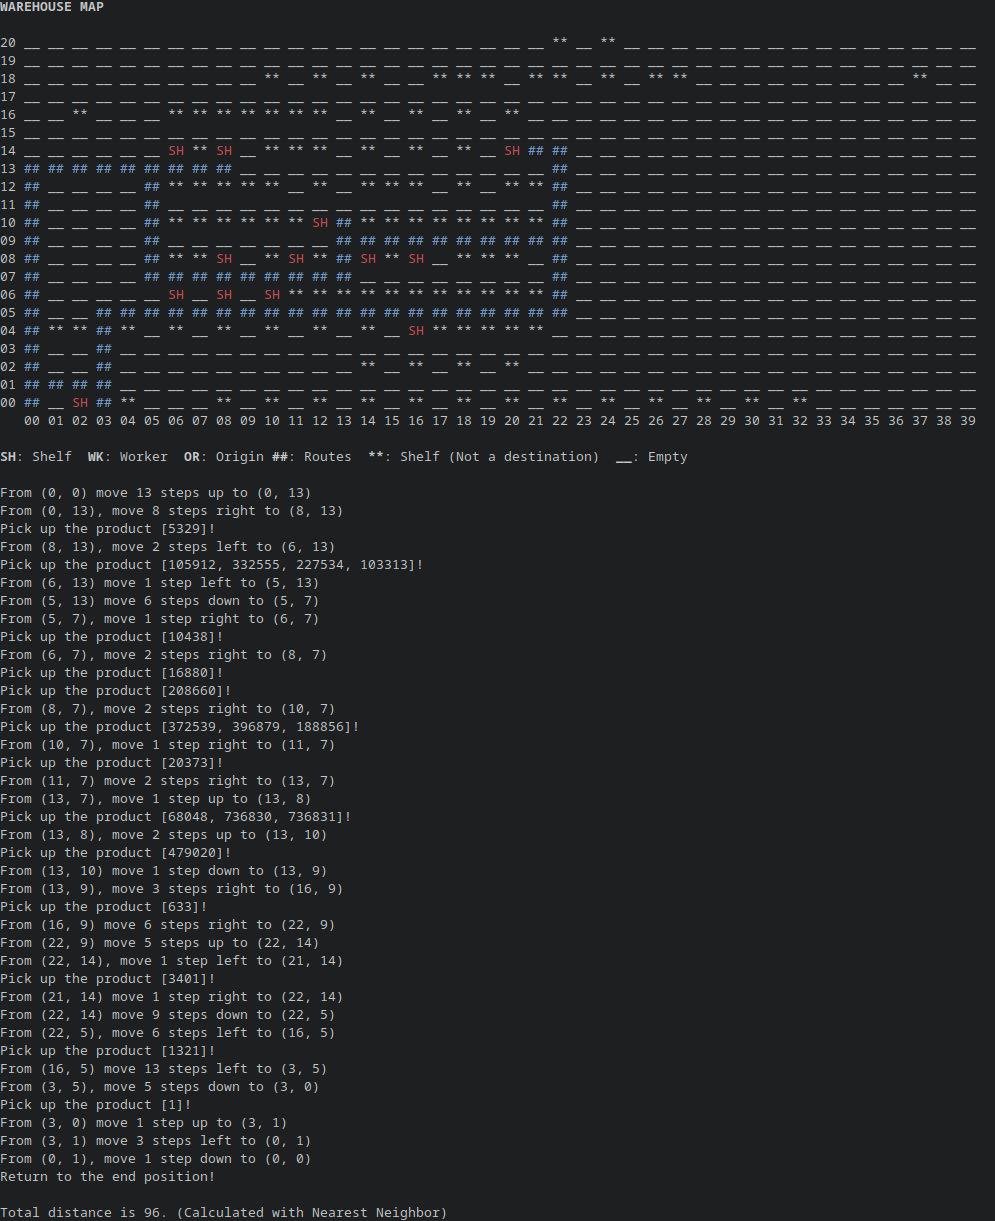 WAREHOUSE MAP
20 __ __ __ __ __ __ __ __ __ __ __ __ __ __ __ __ __ __ __ __ __ __ ** __ ** __ __ __ __ __ __ __ __ __ __ __ __ __ __ __
19 __ __ __ __ __ __ __ __ __ __ __ __ __ __ __ __ __ __ __ __ __ __ __ __ __ __ __ __ __ __ __ __ __ __ __ __ __ __ __ __
18 __ __ __ __ __ __ __ __ __ __ ** __ ** __ ** __ __ ** ** ** __ ** ** __ ** __ ** ** __ __ __ __ __ __ __ __ __ ** __ __
17 __ __ __ __ __ __ __ __ __ __ __ __ __ __ __ __ __ __ __ __ __ __ __ __ __ __ __ __ __ __ __ __ __ __ __ __ __ __ __ __
16 __ __ ** __ __ __ ** ** ** ** ** ** ** __ ** __ ** __ ** __ ** __ __ __ __ __ __ __ __ __ __ __ __ __ __ __ __ __ __ __
15 __ __ __ __ __ __ __ __ __ __ __ __ __ __ __ __ __ __ __ __ __ __ __ __ __ __ __ __ __ __ __ __ __ __ __ __ __ __ __ __
14 __ __ __ __ __ __ SH ** SH __ ** ** ** __ ** __ ** __ ** __ SH ## ## __ __ __ __ __ __ __ __ __ __ __ __ __ __ __ __ __
13 ## ## ## ## ## ## ## ## ## __ __ __ __ __ __ __ __ __ __ __ __ __ ## __ __ __ __ __ __ __ __ __ __ __ __ __ __ __ __ __
12 ## __ __ __ __ ## ** ** ** ** ** __ ** __ ** ** ** __ ** __ ** ** ## __ __ __ __ __ __ __ __ __ __ __ __ __ __ __ __ __
11 ## __ __ __ __ ## __ __ __ __ __ __ __ __ __ __ __ __ __ __ __ __ ## __ __ __ __ __ __ __ __ __ __ __ __ __ __ __ __ __
10 ## __ __ __ __ ## ** ** ** ** ** ** SH ## ** ** ** ** ** ** ** ** ## __ __ __ __ __ __ __ __ __ __ __ __ __ __ __ __ __
09 ## __ __ __ __ ## __ __ __ __ __ __ __ ## ## ## ## ## ## ## ## ## ## __ __ __ __ __ __ __ __ __ __ __ __ __ __ __ __ __
08 ## __ __ __ __ ## ** ** SH __ ** SH ** ## SH ** SH __ ** ** ** __ ## __ __ __ __ __ __ __ __ __ __ __ __ __ __ __ __ __
07 ## __ __ __ __ ## ## ## ## ## ## ## ## ## __ __ __ __ __ __ __ __ ## __ __ __ __ __ __ __ __ __ __ __ __ __ __ __ __ __
06 ## __ __ __ __ __ SH __ SH __ SH ** ** ** ** ** ** ** ** ** ** ** ## __ __ __ __ __ __ __ __ __ __ __ __ __ __ __ __ __
05 ## __ __ ## ## ## ## ## ## ## ## ## ## ## ## ## ## ## ## ## ## ## ## __ __ __ __ __ __ __ __ __ __ __ __ __ __ __ __ __
04 ## ** ** ## ** __ ** __ ** __ ** __ ** __ ** __ SH ** ** ** ** ** __ __ __ __ __ __ __ __ __ __ __ __ __ __ __ __ __ __
03 ## __ __ ## __ __ __ __ __ __ __ __ __ __ __ __ __ __ __ __ __ __ __ __ __ __ __ __ __ __ __ __ __ __ __ __ __ __ __ __
02 ## __ __ ## __ __ __ __ __ __ __ __ __ __ ** __ ** __ ** __ ** __ __ __ __ __ __ __ __ __ __ __ __ __ __ __ __ __ __ __
01 ## ## ## ## __ __ __ __ __ __ __ __ __ __ __ __ __ __ __ __ __ __ __ __ __ __ __ __ __ __ __ __ __ __ __ __ __ __ __ __
00 ## __ SH ## ** __ __ __ ** __ ** __ ** __ ** __ ** __ ** __ ** __ ** __ ** __ ** __ ** __ ** __ ** __ __ __ __ __ __ __
00 01 02 03 04 05 06 07 08 09 10 11 12 13 14 15 16 17 18 19 20 21 22 23 24 25 26 27 28 29 30 31 32 33 34 35 36 37 38 39
SH: Shelf  WK: Worker  OR: Origin ##: Routes  **: Shelf (Not a destination)  __: Empty
From (0, 0) move 13 steps up to (0, 13)
From (0, 13), move 8 steps right to (8, 13)
Pick up the product [5329]!
From (8, 13), move 2 steps left to (6, 13)
Pick up the product [105912, 332555, 227534, 103313]!
From (6, 13) move 1 step left to (5, 13)
From (5, 13) move 6 steps down to (5, 7)
From (5, 7), move 1 step right to (6, 7)
Pick up the product [10438]!
From (6, 7), move 2 steps right to (8, 7)
Pick up the product [16880]!
Pick up the product [208660]!
From (8, 7), move 2 steps right to (10, 7)
Pick up the product [372539, 396879, 188856]!
From (10, 7), move 1 step right to (11, 7)
Pick up the product [20373]!
From (11, 7) move 2 steps right to (13, 7)
From (13, 7), move 1 step up to (13, 8)
Pick up the product [68048, 736830, 736831]!
From (13, 8), move 2 steps up to (13, 10)
Pick up the product [479020]!
From (13, 10) move 1 step down to (13, 9)
From (13, 9), move 3 steps right to (16, 9)
Pick up the product [633]!
From (16, 9) move 6 steps right to (22, 9)
From (22, 9) move 5 steps up to (22, 14)
From (22, 14), move 1 step left to (21, 14)
Pick up the product [3401]!
From (21, 14) move 1 step right to (22, 14)
From (22, 14) move 9 steps down to (22, 5)
From (22, 5), move 6 steps left to (16, 5)
Pick up the product [1321]!
From (16, 5) move 13 steps left to (3, 5)
From (3, 5), move 5 steps down to (3, 0)
Pick up the product [1]!
From (3, 0) move 1 step up to (3, 1)
From (3, 1) move 3 steps left to (0, 1)
From (0, 1), move 1 step down to (0, 0)
Return to the end position!
Total distance is 96. (Calculated with Nearest Neighbor)